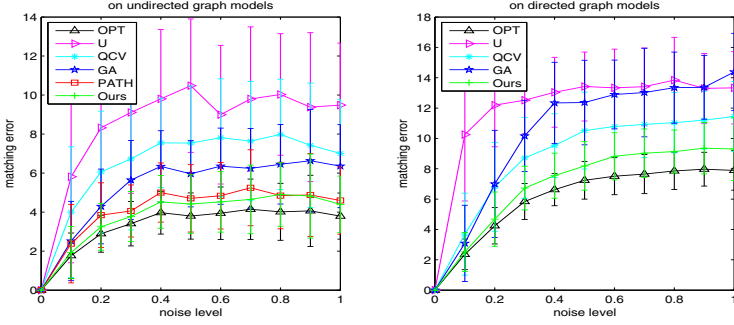 on undirected graph models
14
12
10
8
6
4
2
0
matching error
OPT
U
QCV
GA
PATH
Ours
0 0.2 0.4 0.6 0.8 1
noise level
on directed graph models
18
16
14
12
10
8
6
4
2
0
matching error
OPT
U
QCV
GA
Ours
0 0.2 0.4 0.6 0.8 1
noise level